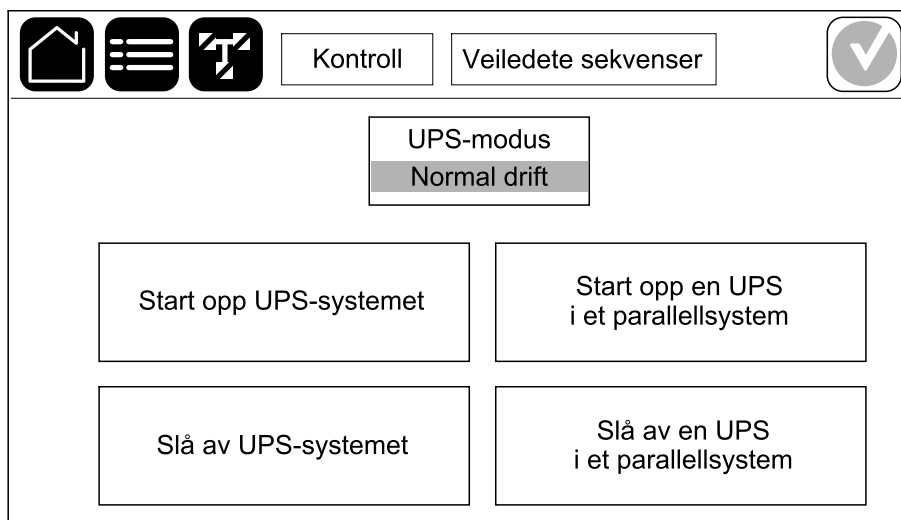 Kontroll
Veiledete sekvenser
UPS-modus
Normal drift
Start opp UPS-systemet
Start opp en UPS
i et parallellsystem
Slå av UPS-systemet
Slå av en UPS
i et parallellsystem